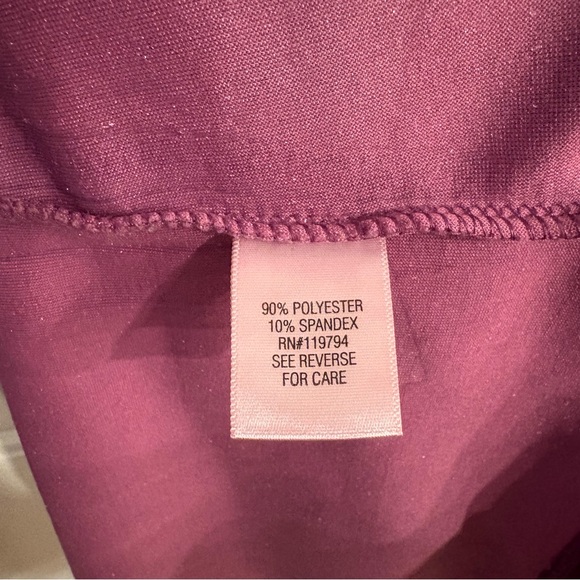 90% POLYESTER
10% SPANDEX
RN#119794
SEE REVERSE
FOR CARE